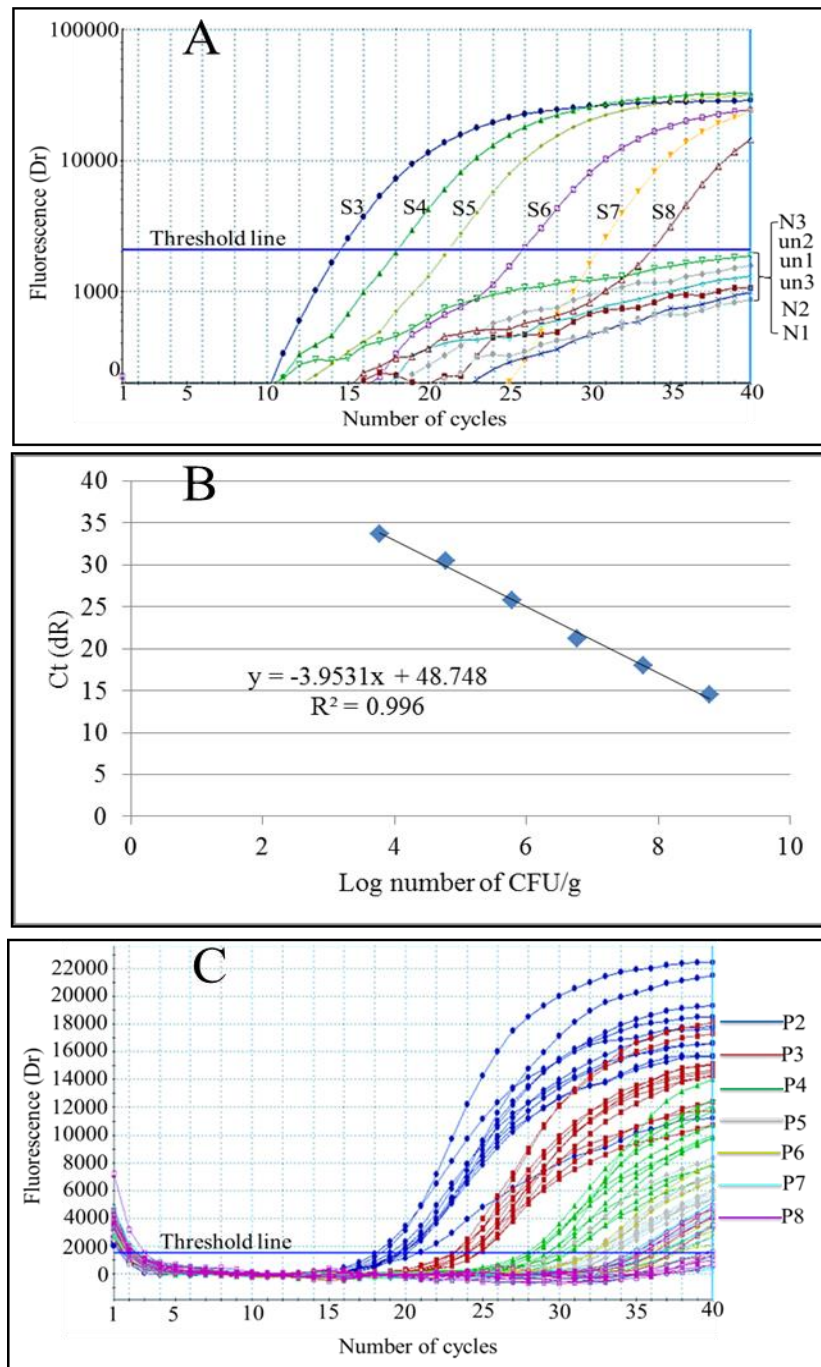 A
100000
10000
1000
0
Fluorescence (Dr)
S3
S4
S5
S6
S7
S8
Threshold line
N3
un2
un1
un3
N2
N1
1
5
10
15
20
25
30
35
40
Number of cycles
B
40
35
30
25
20
15
10
5
0
Ct (dR)
y = -3.9531x + 48.748
R² = 0.996
0
2
4
6
8
10
Log number of CFU/g
C
22000
20000
18000
16000
14000
12000
10000
8000
6000
4000
2000
0
Fluorescence (Dr)
Threshold line
P2
P3
P4
P5
P6
P7
P8
1
5
10
15
20
25
30
35
40
Number of cycles